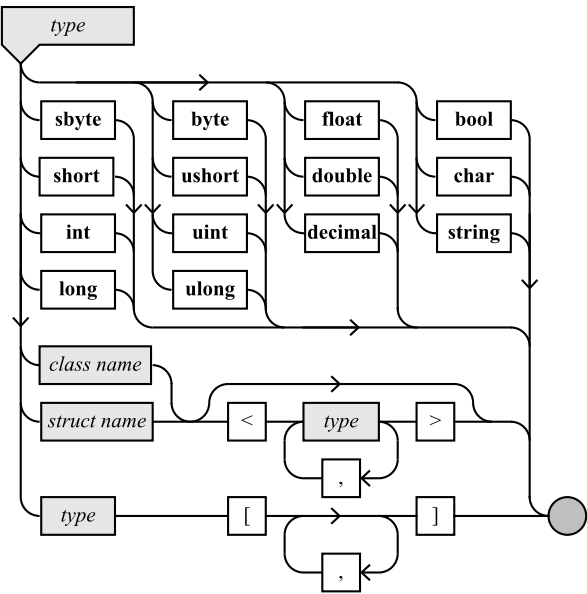 type
sbyte byte float bool
short ushort double char
int uint decimal string
long ulong
class name
struct name < type >
,
type [ ]
,